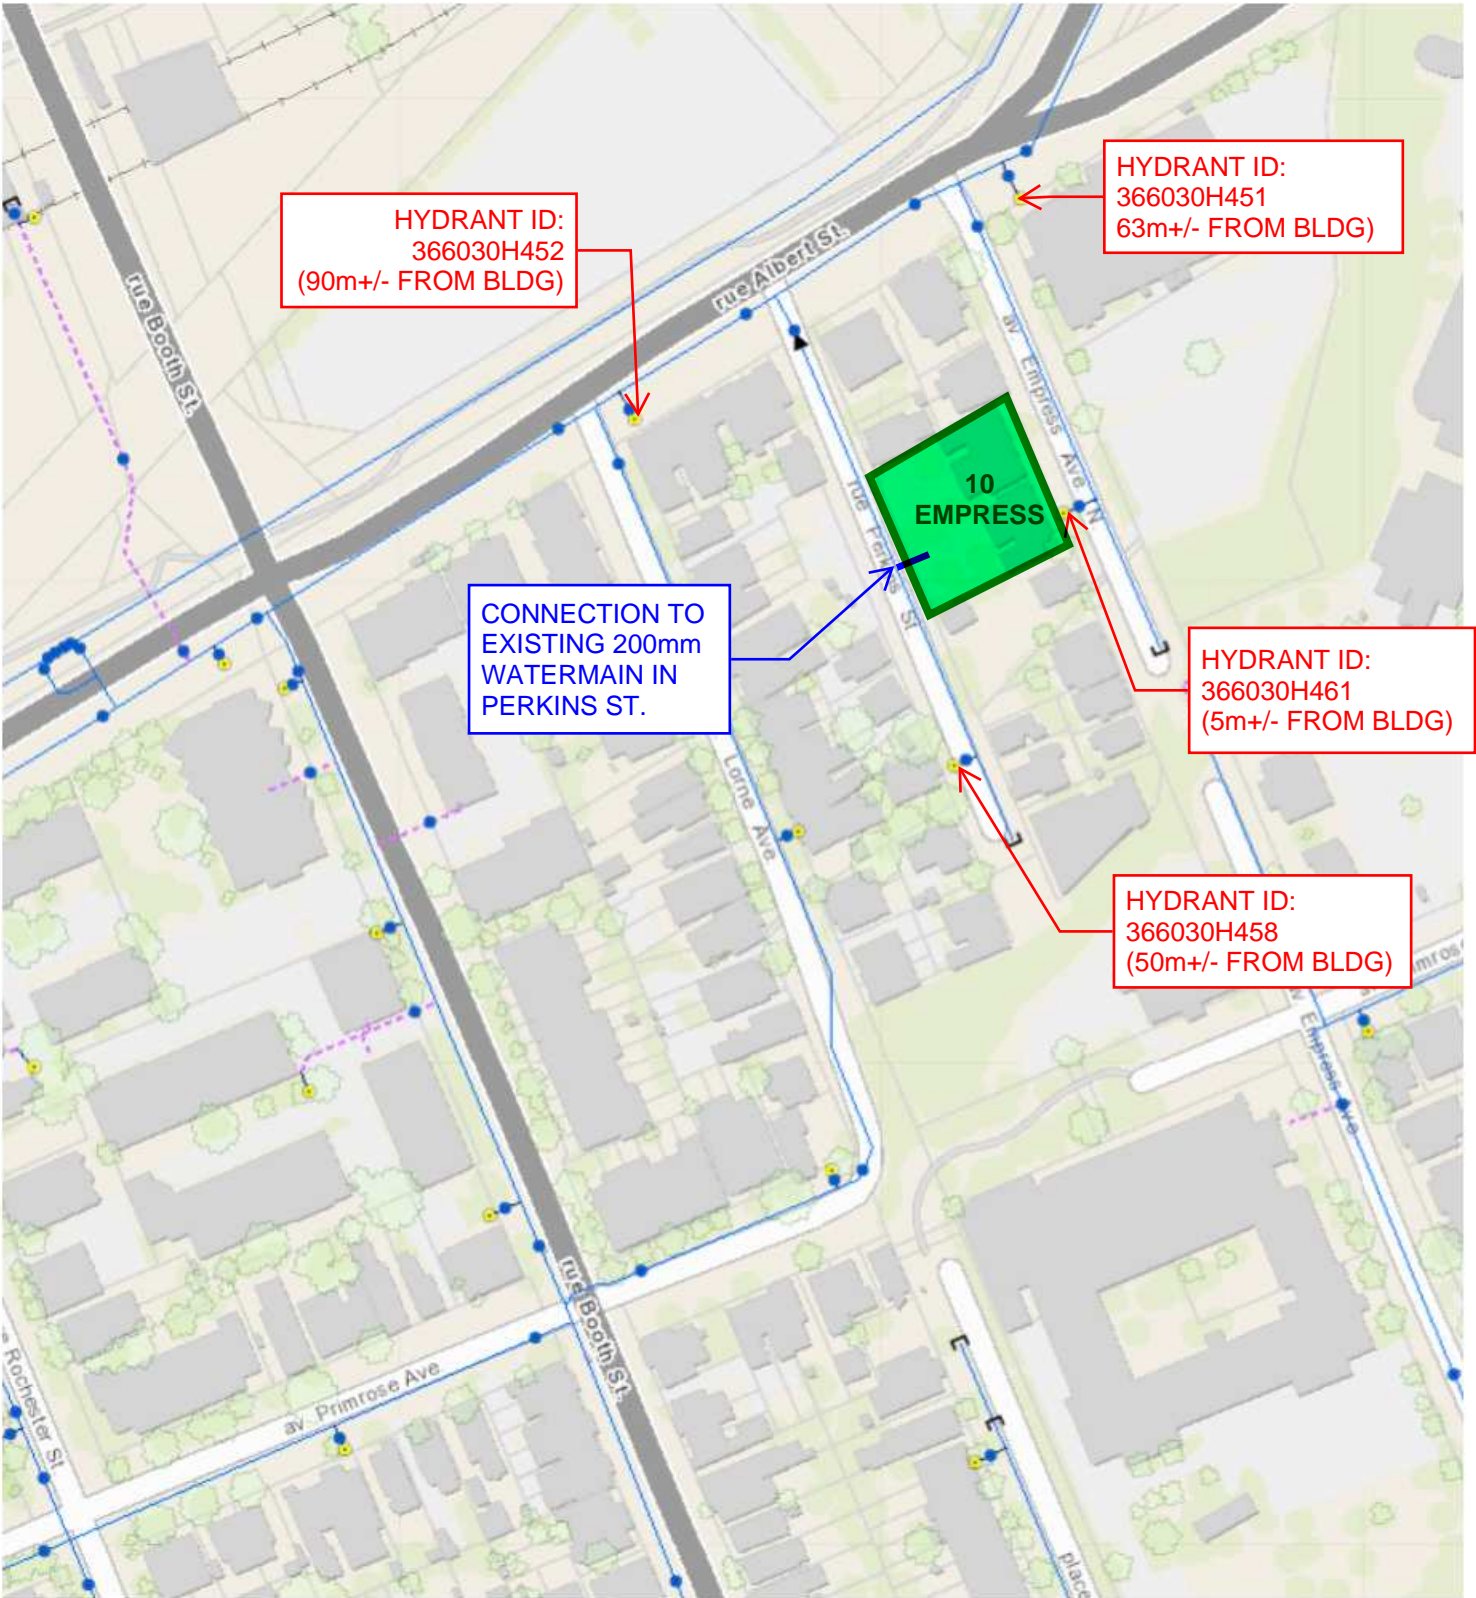 HYDRANT ID:
366030H451
63m+/- FROM BLDG)
HYDRANT ID:
366030H452
(90m+/- FROM BLDG)
rue Albert St.
rue Booth St.
av Empress Ave N
10
EMPRESS
rue Perkins St
CONNECTION TO
EXISTING 200mm
WATERMAIN IN
PERKINS ST.
HYDRANT ID:
366030H461
(5m+/- FROM BLDG)
Lorne Ave
HYDRANT ID:
366030H458
(50m+/- FROM BLDG)
Empress Ave
rue Booth St.
av Primrose Ave
Rochester St
place